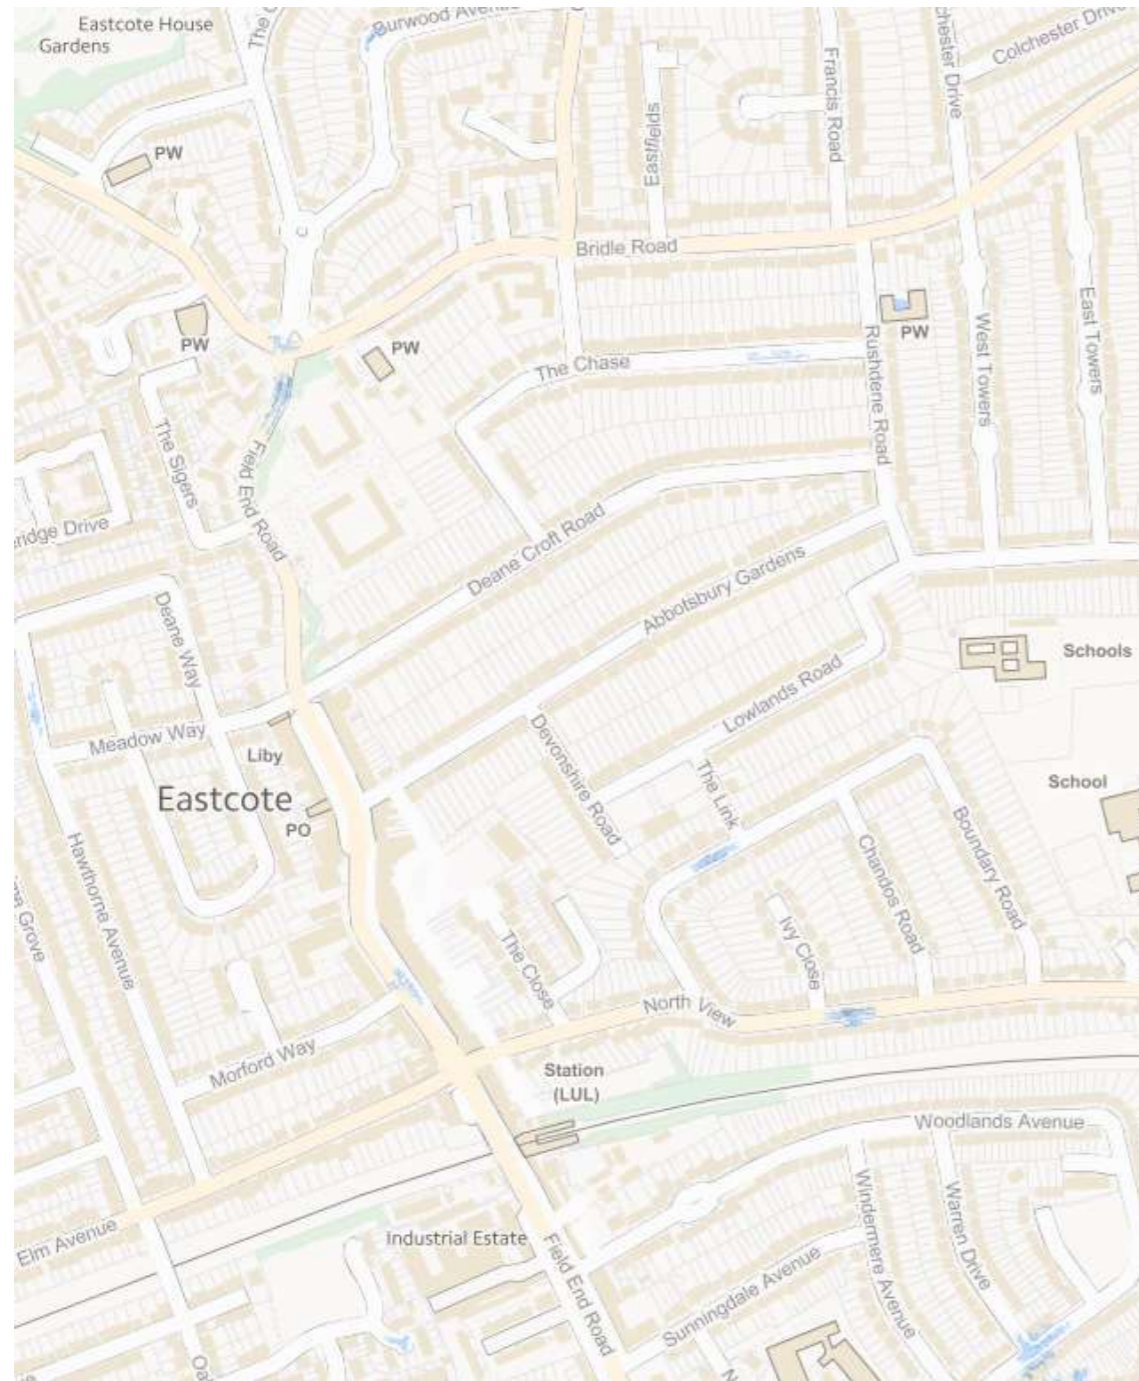 Eastcote House
Gardens
Burwood Avenue
Colchester Drive
Francis Road
Eastfields
PW
Bridle Road
PW
PW
PW
The Chase
Rushdene Road
West Towers
East Towers
The Sigers
Field End Road
Deane Croft Road
Abbotsbury Gardens
Deane Way
Meadow Way
Liby
Eastcote
PO
Devonshire Road
Lowlands Road
The Link
Schools
School
Boundary Road
Chandos Road
Ivy Close
The Close
North View
Hawthorne Avenue
Morford Way
Station
(LUL)
Woodlands Avenue
Elm Avenue
Industrial Estate
Field End Road
Sunningdale Avenue
Windermere Avenue
Warren Drive